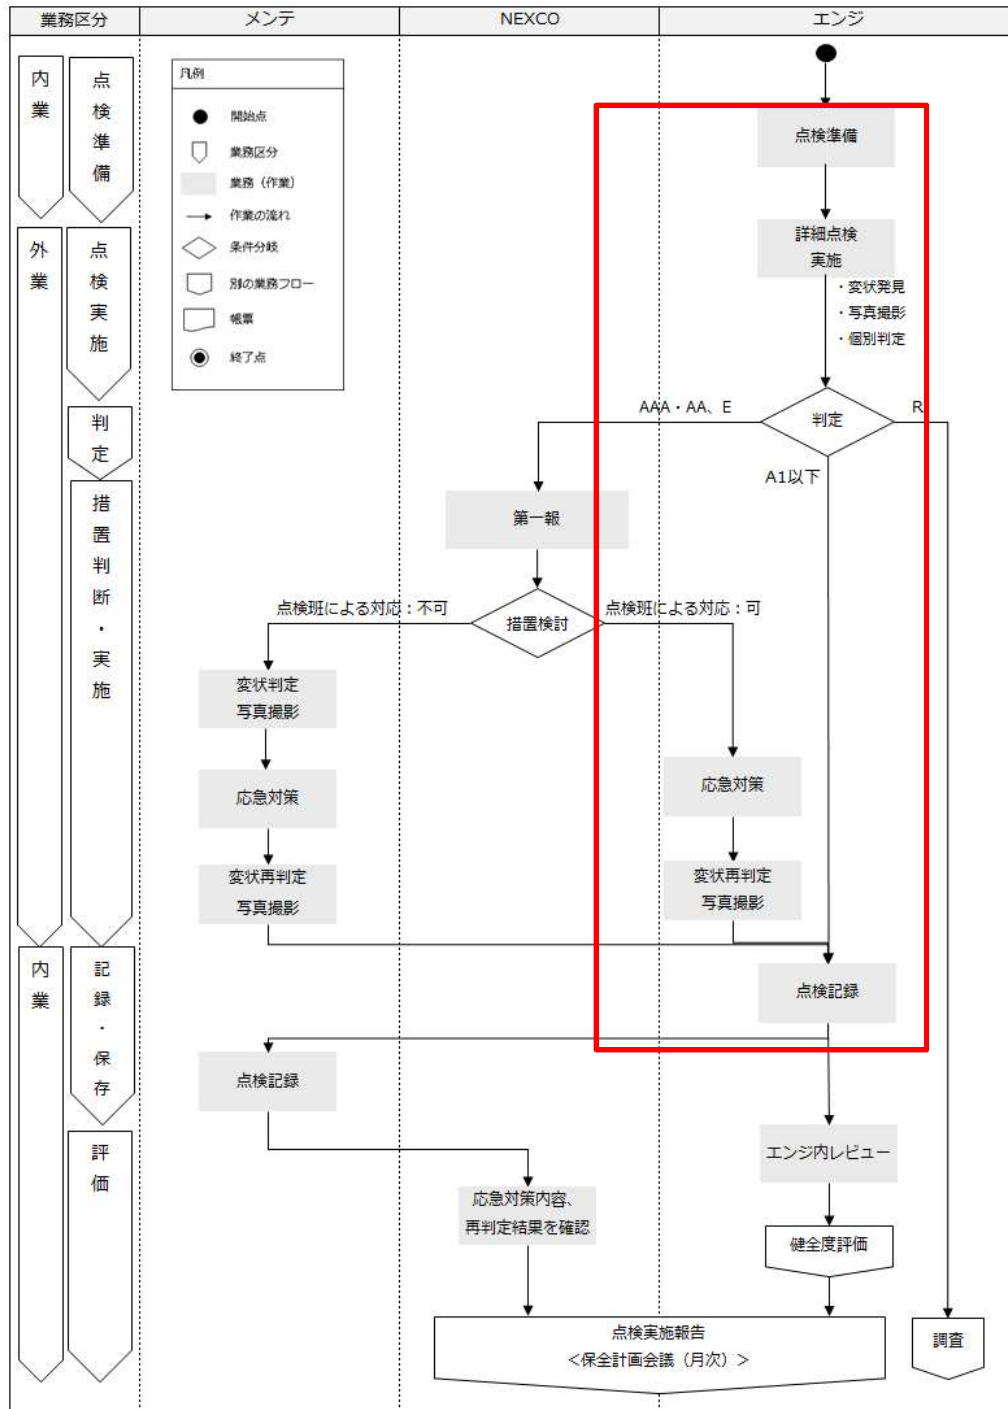 業務区分
メンテ
NEXCO
エンジ
内業
点検準備
外業
点検実施
判定
措置判断・実施
内業
記録・保存
評価
凡例
開始点
業務区分
業務（作業）
作業の流れ
条件分岐
別の業務フロー
帳票
終了点
点検準備
詳細点検
実施
・変状発見
・写真撮影
・個別判定
AAA・AA、E
判定
R
A1以下
第一報
点検班による対応：不可
措置検討
点検班による対応：可
変状判定
写真撮影
応急対策
応急対策
変状再判定
写真撮影
変状再判定
写真撮影
点検記録
点検記録
エンジ内レビュー
応急対策内容、
再判定結果を確認
健全度評価
点検実施報告
＜保全計画会議（月次）＞
調査